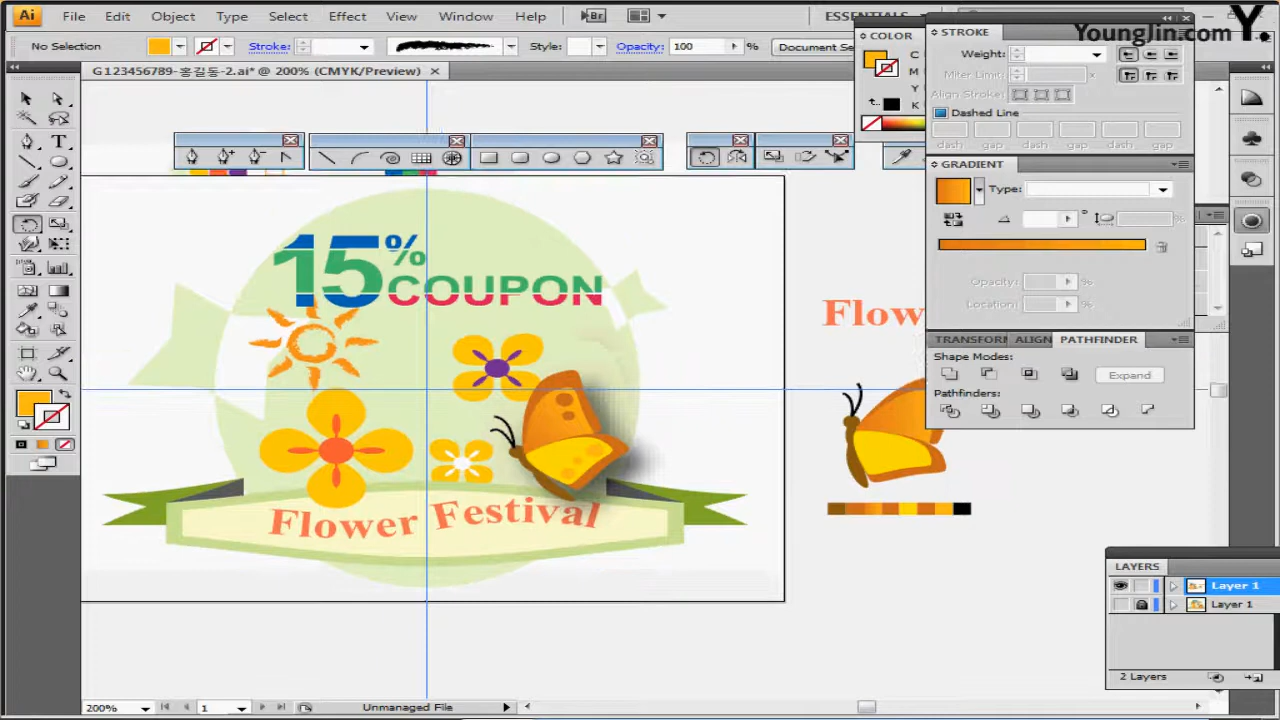 Ai File Edit Object Type Select Effect View Window Help Br ESSENTIALS
Y.
YoungJin.com
No Selection Stroke: Style: Opacity: 100 % Document Se
G123456789-홍길동-2.ai* @ 200% (CMYK/Preview)
COLOR
C
M
Y
K
STROKE
Weight:
Miter Limit: x
Align Stroke:
Dashed Line
dash gap dash gap dash gap
GRADIENT
Type:
%
Opacity: %
Location: %
TRANSFORM ALIGN PATHFINDER
Shape Modes:
Expand
Pathfinders:
15%
COUPON
Flower Festival
Flow
LAYERS
Layer 1
Layer 1
2 Layers
200% 1 Unmanaged File